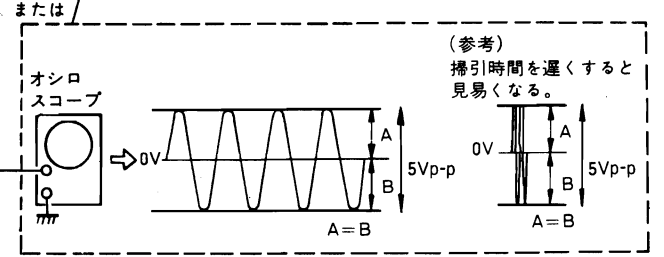 または
(参考)
掃引時間を遅くすると
見易くなる。
オシロ
スコープ
0V
A
B
5Vp-p
A=B
0V
A
B
5Vp-p
A=B